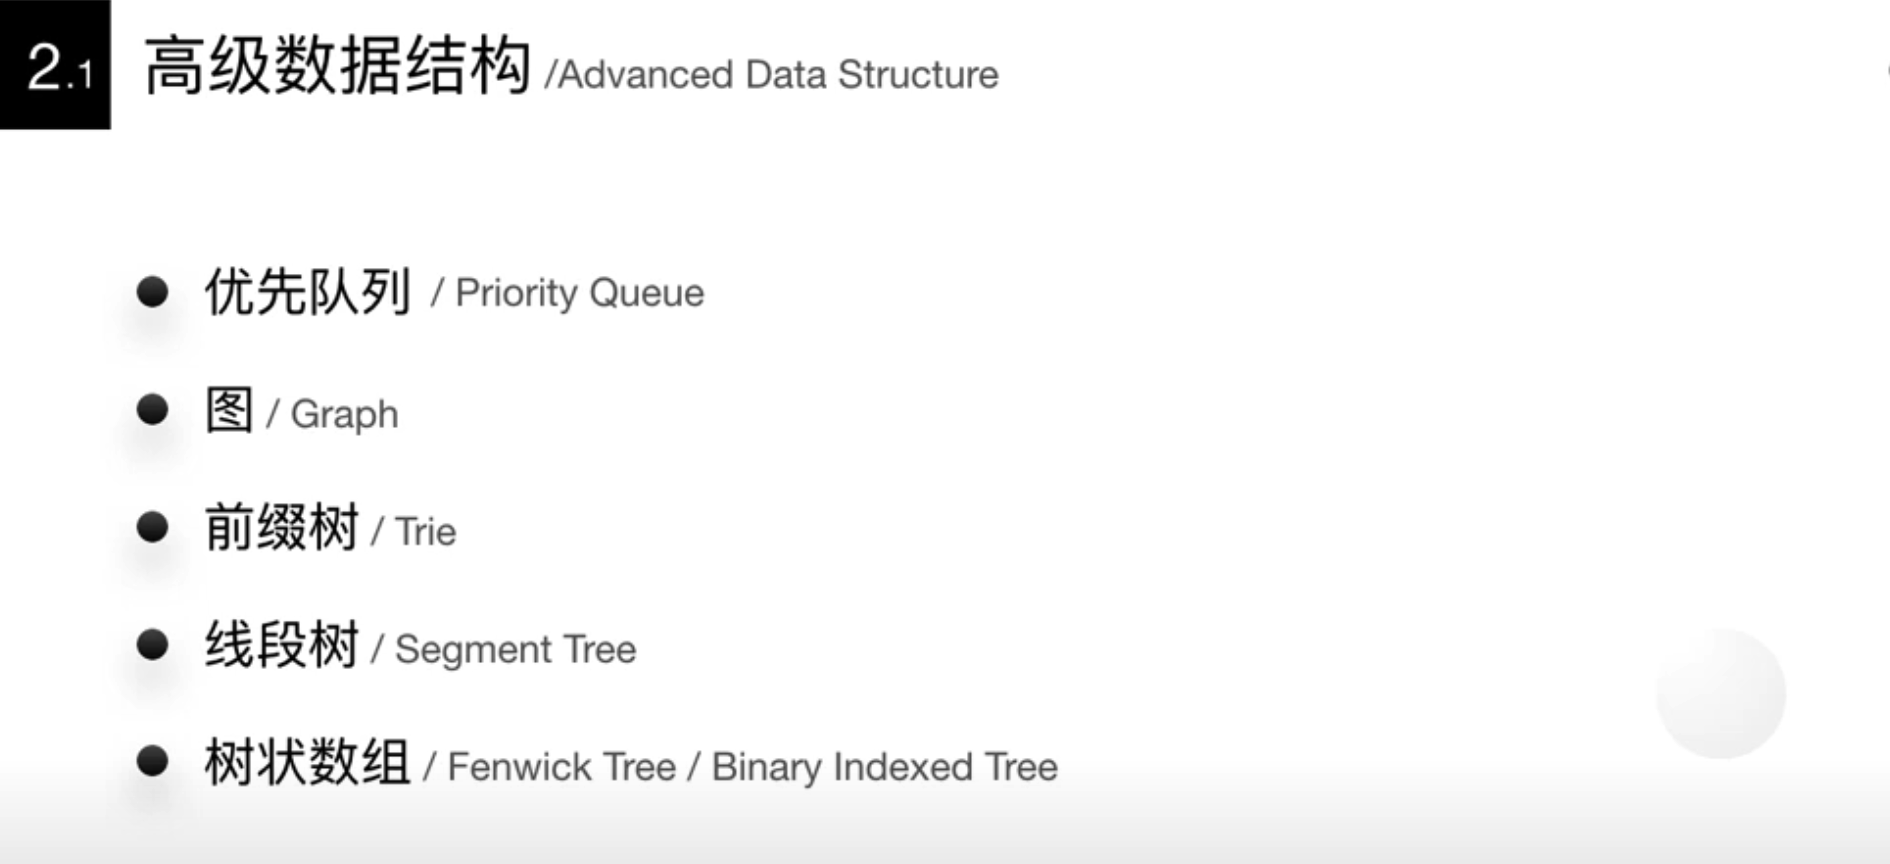 2.1 高级数据结构 /Advanced Data Structure
优先队列 / Priority Queue
图 / Graph
前缀树 / Trie
线段树 / Segment Tree
树状数组 / Fenwick Tree / Binary Indexed Tree